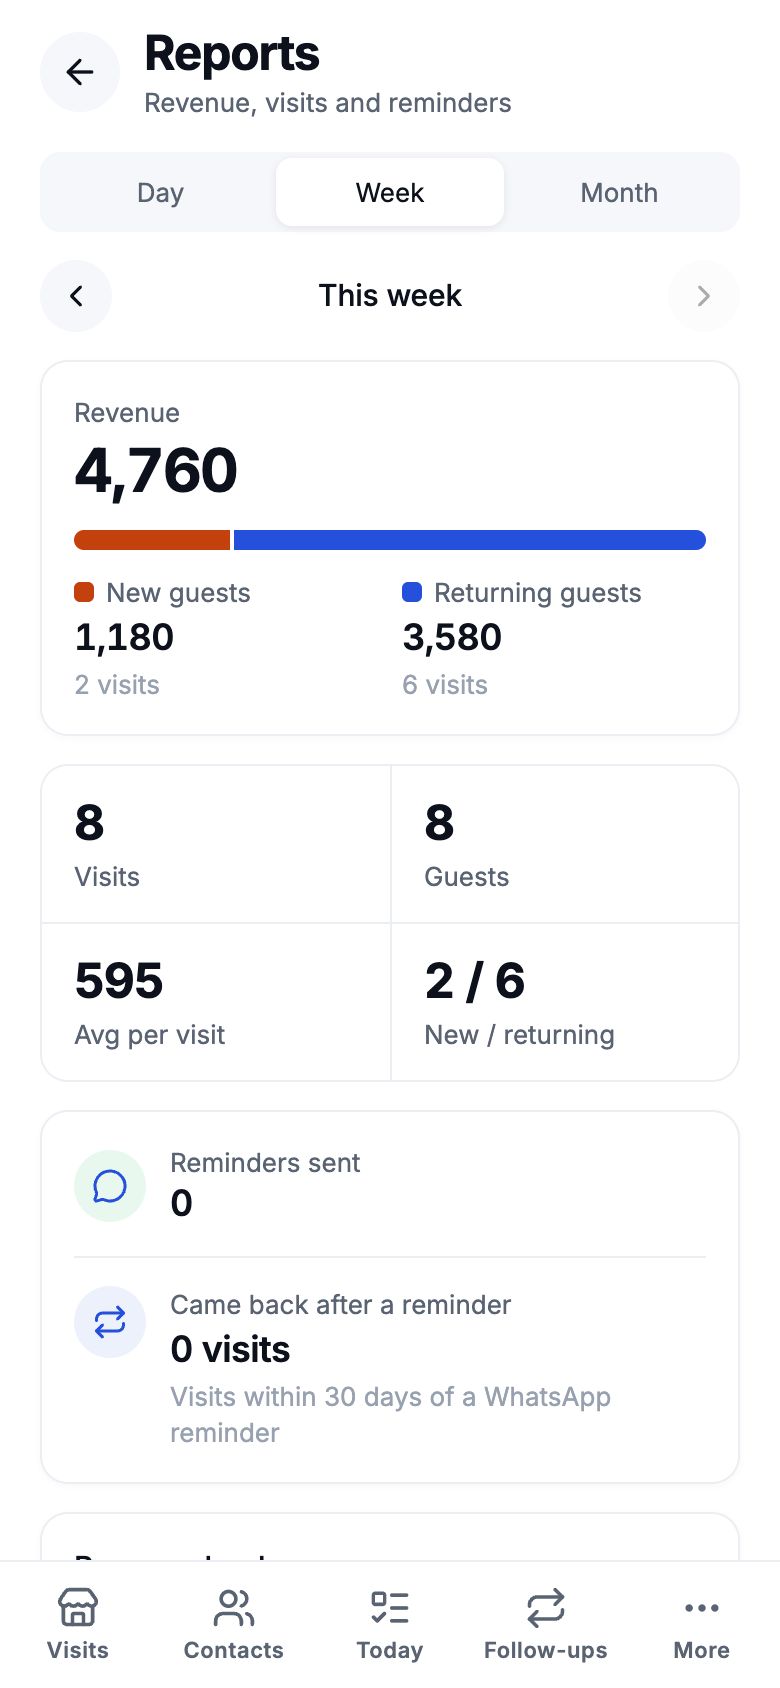 Reports
Revenue, visits and reminders
Day
Week
Month
This week
Revenue
4,760
New guests
Returning guests
1,180
3,580
2 visits
6 visits
8
8
Visits
Guests
595
2 / 6
Avg per visit
New / returning
Reminders sent
0
Came back after a reminder
0 visits
Visits within 30 days of a WhatsApp
reminder
Visits
Contacts
Today
Follow-ups
More